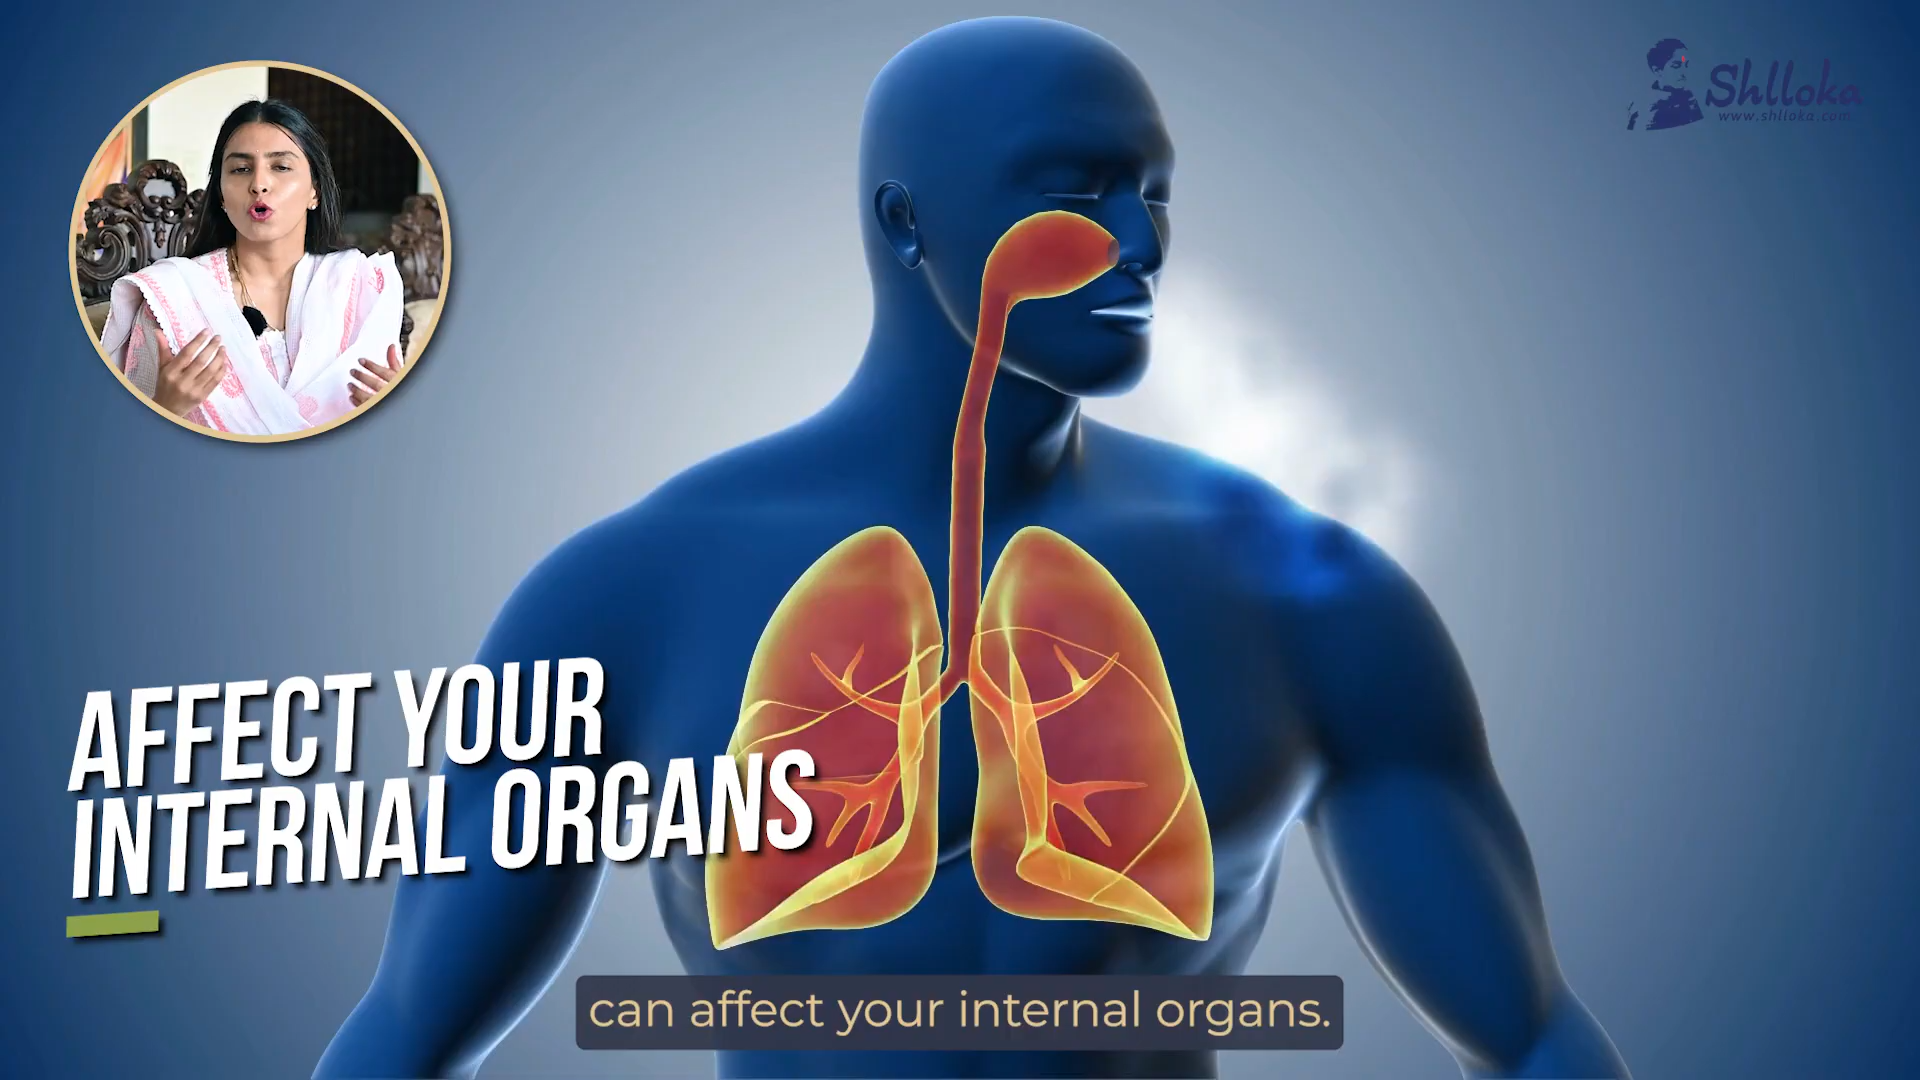 Shlloka
www.shlloka.com
AFFECT YOUR
INTERNAL ORGANS
can affect your internal organs.